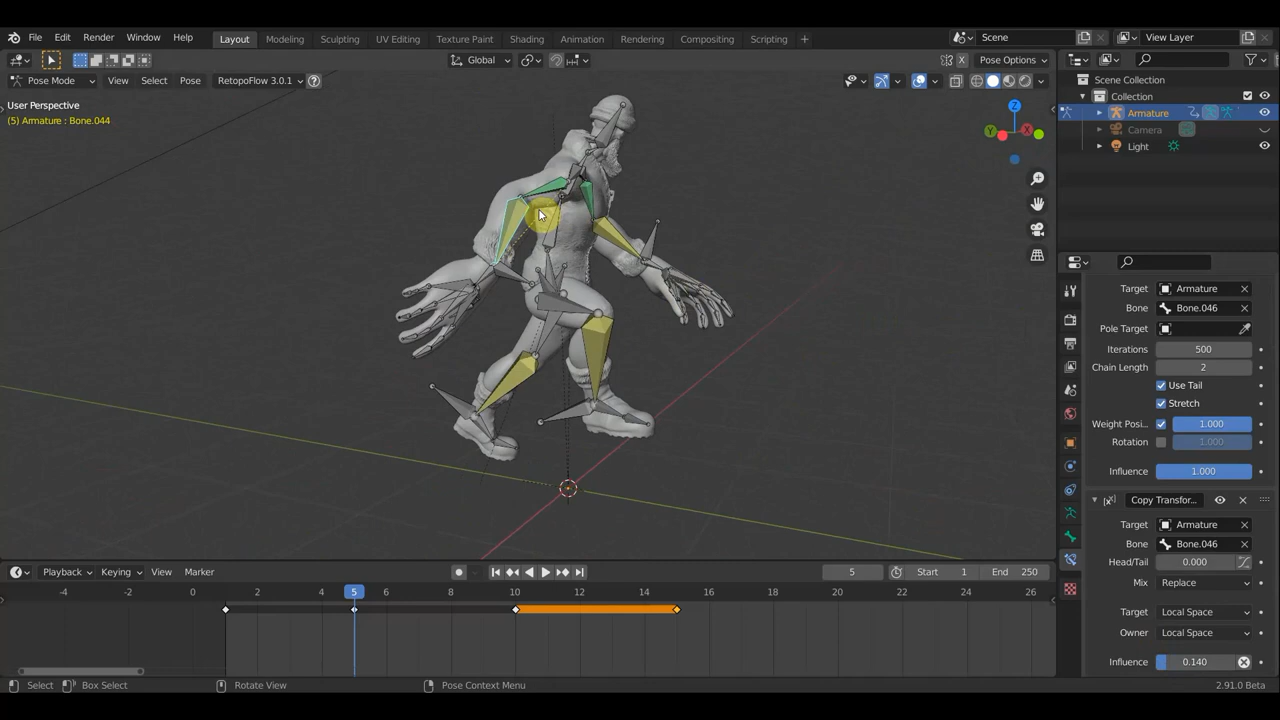 File Edit Render Window Help Layout Modeling Sculpting UV Editing Texture Paint Shading Animation Rendering Compositing Scripting + Scene View Layer
Global Pose Options
Pose Mode View Select Pose RetopoFlow 3.0.1 ?
User Perspective
(5) Armature : Bone.044
Z
Y X
Scene Collection
Collection
Armature
Camera
Light
Target Armature
Bone Bone.046
Pole Target
Iterations 500
Chain Length 2
Use Tail
Stretch
Weight Posi.. 1.000
Rotation 1.000
Influence 1.000
Copy Transfor...
Target Armature
Bone Bone.046
Head/Tail 0.000
Mix Replace
Target Local Space
Owner Local Space
Influence 0.140
Playback Keying View Marker 5 Start 1 End 250
-4 -2 0 2 4 5 6 8 10 12 14 16 18 20 22 24 26
Select Box Select Rotate View Pose Context Menu 2.91.0 Beta